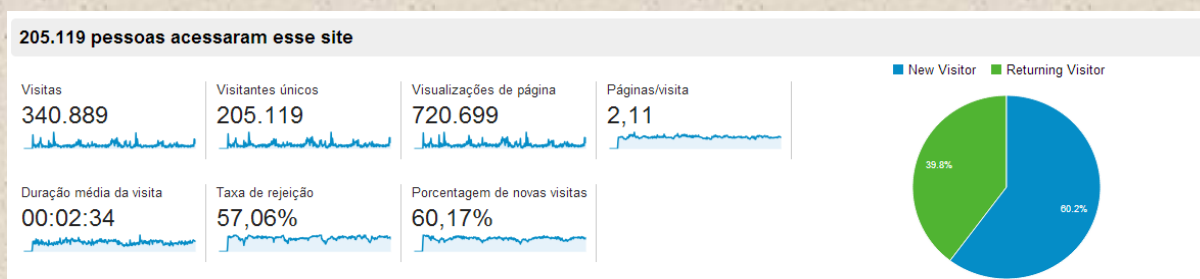 205.119 pessoas acessaram esse site
New Visitor
Returning Visitor
Visitas
340.889
Visitantes únicos
205.119
Visualizações de página
720.699
Páginas/visita
2,11
Duração média da visita
00:02:34
Taxa de rejeição
57,06%
Porcentagem de novas visitas
60,17%
39.8%
60.2%